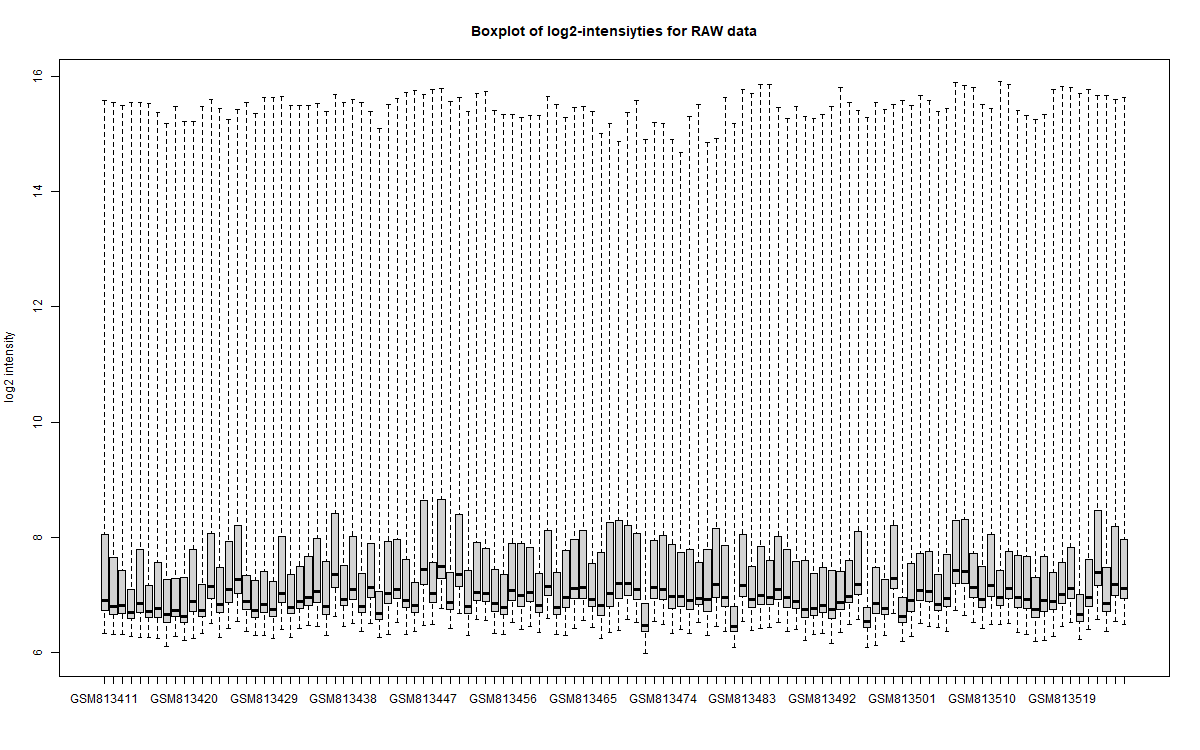 Boxplot of log2-intensiyties for RAW data
16
14
12
10
8
6
log2 intensity
GSM813411 GSM813420 GSM813429 GSM813438 GSM813447 GSM813456 GSM813465 GSM813474 GSM813483 GSM813492 GSM813501 GSM813510 GSM813519